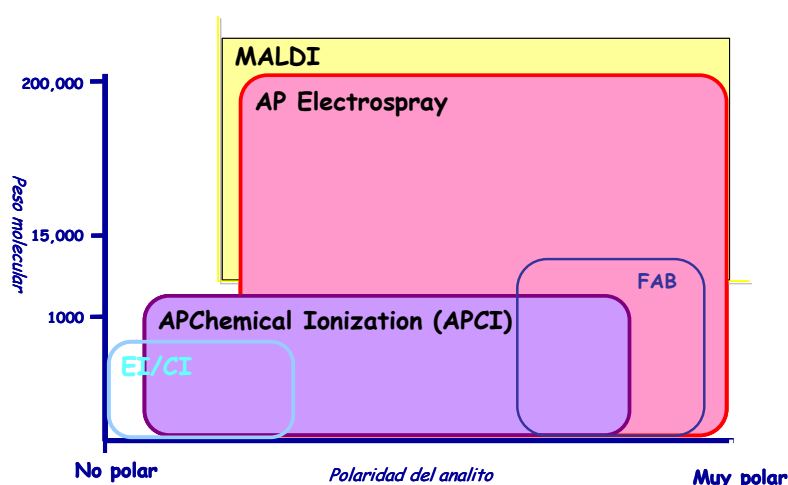 MALDI
200,000
AP Electrospray
Peso molecular
15,000
FAB
1000
APChemical Ionization (APCI)
EI/CI
No polar
Polaridad del analito
Muy polar